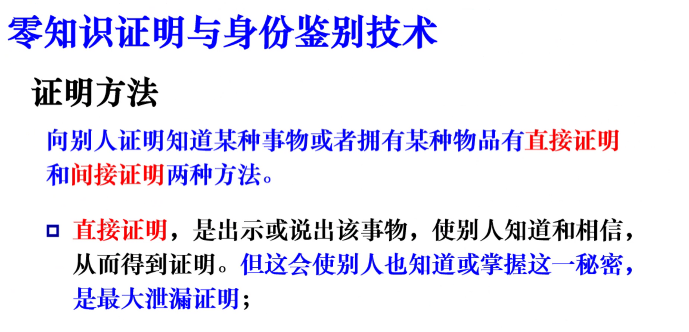 零知识证明与身份鉴别技术
证明方法
向别人证明知道某种事物或者拥有某种物品有直接证明
和间接证明两种方法。
直接证明，是出示或说出该事物，使别人知道和相信，
从而得到证明。但这会使别人也知道或掌握这一秘密，
是最大泄漏证明；